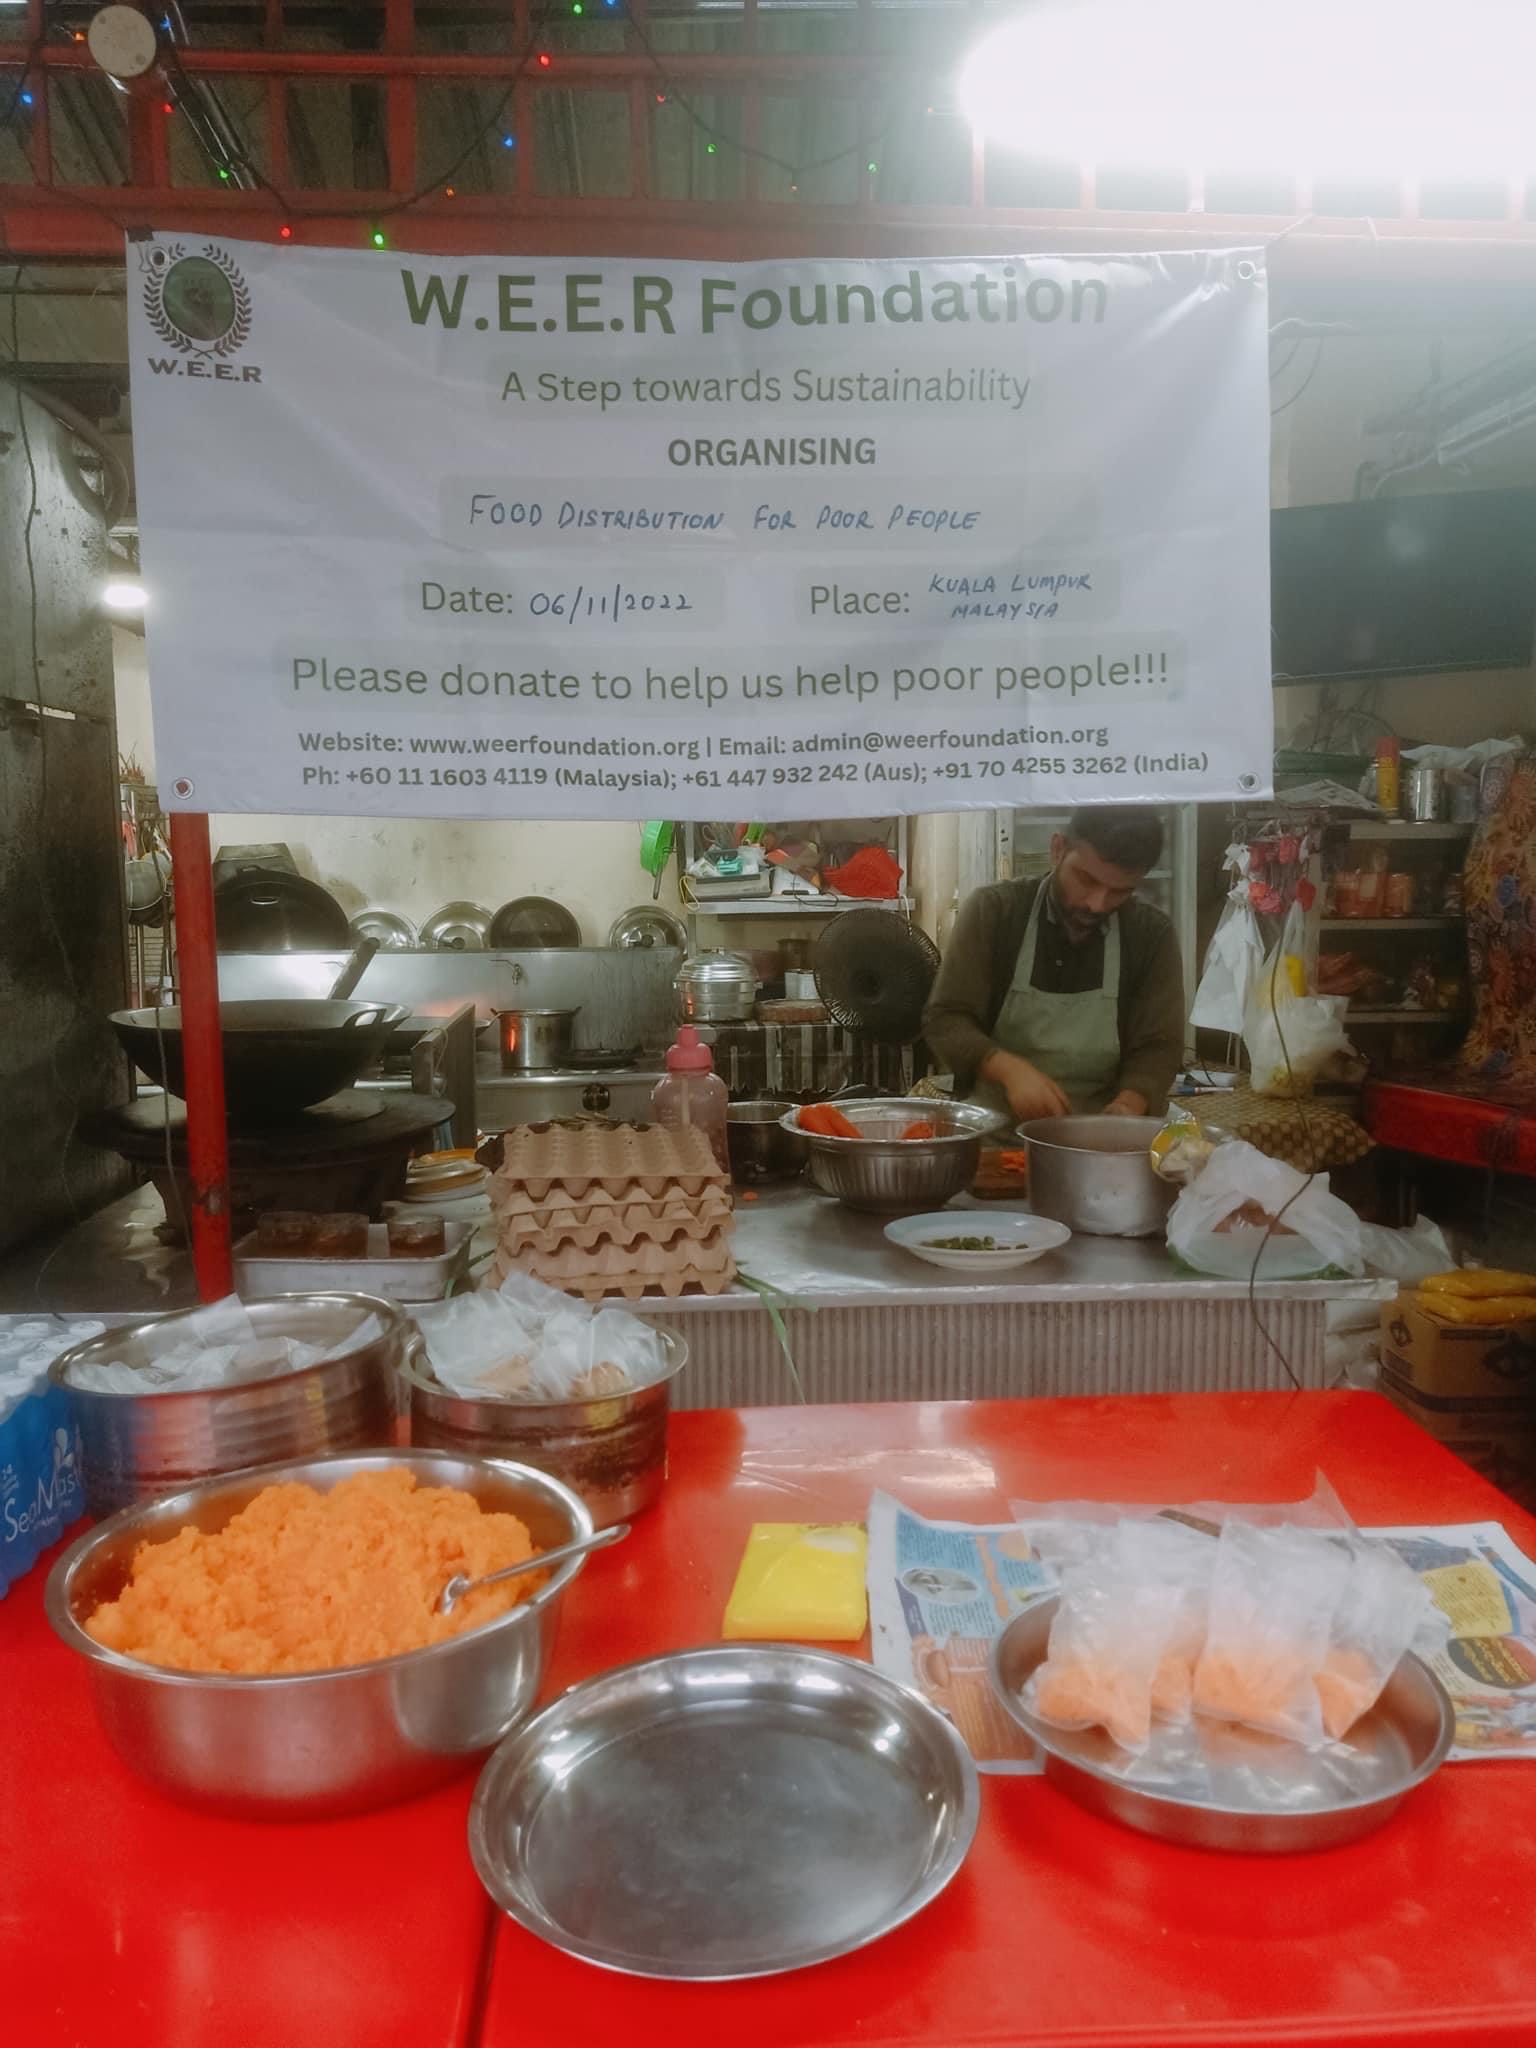 W.E.E.R Foundation
W.E.E.R
A Step towards Sustainability
ORGANISING
FOOD DISTRIBUTION FOR POOR PEOPLE
Date: 06/11/2022 Place: KUALA LUMPUR
MALAYSIA
Please donate to help us help poor people!!!
Website: www.weerfoundation.org | Email: admin@weerfoundation.org
Ph: +60 11 1603 4119 (Malaysia); +61 447 932 242 (Aus); +91 70 4255 3262 (India)
24
SeaMas